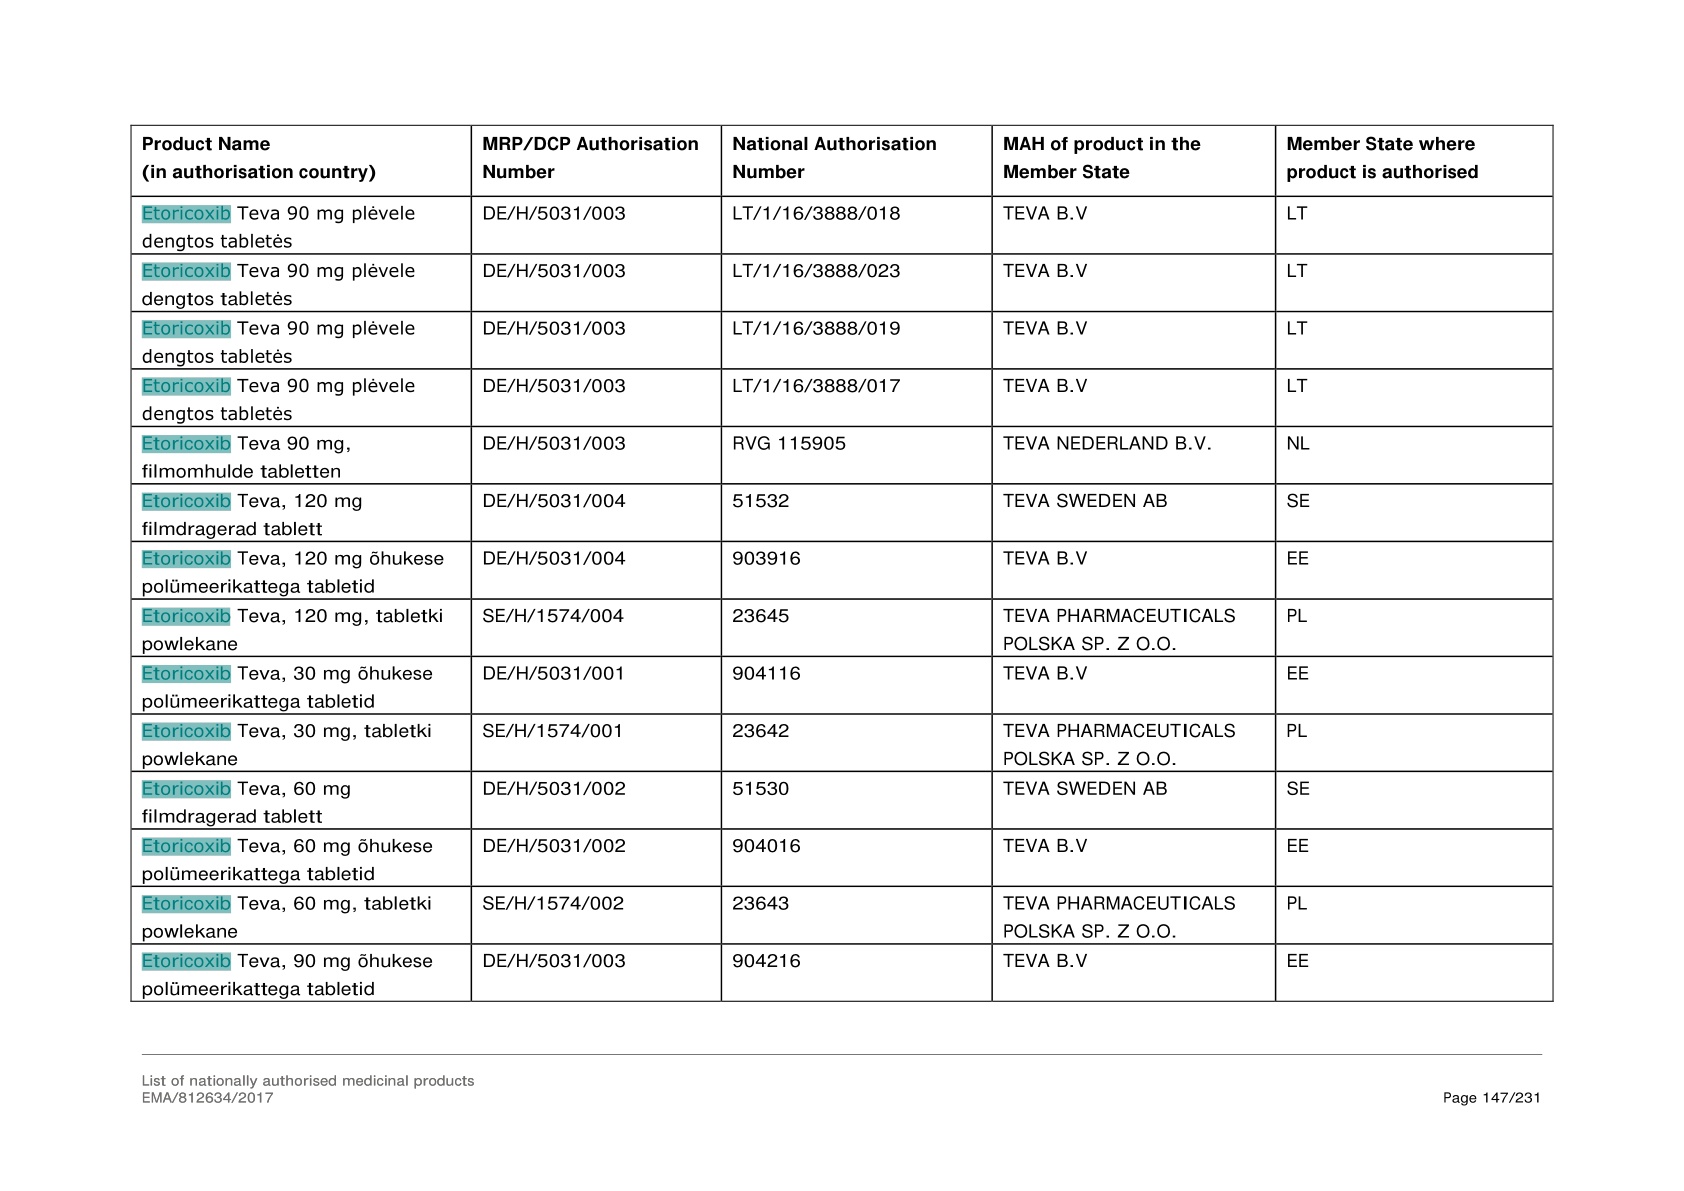 Product Name
(in authorisation country)
MRP/DCP Authorisation
Number
National Authorisation
Number
MAH of product in the
Member State
Member State where
product is authorised
Etoricoxib Teva 90 mg plėvele
dengtos tabletės
DE/H/5031/003
LT/1/16/3888/018
TEVA B.V
LT
Etoricoxib Teva 90 mg plėvele
dengtos tabletės
DE/H/5031/003
LT/1/16/3888/023
TEVA B.V
LT
Etoricoxib Teva 90 mg plėvele
dengtos tabletės
DE/H/5031/003
LT/1/16/3888/019
TEVA B.V
LT
Etoricoxib Teva 90 mg plėvele
dengtos tabletės
DE/H/5031/003
LT/1/16/3888/017
TEVA B.V
LT
Etoricoxib Teva 90 mg,
filmomhulde tabletten
DE/H/5031/003
RVG 115905
TEVA NEDERLAND B.V.
NL
Etoricoxib Teva, 120 mg
filmdragerad tablett
DE/H/5031/004
51532
TEVA SWEDEN AB
SE
Etoricoxib Teva, 120 mg õhukese
polümeerikattega tabletid
DE/H/5031/004
903916
TEVA B.V
EE
Etoricoxib Teva, 120 mg, tabletki
powlekane
SE/H/1574/004
23645
TEVA PHARMACEUTICALS
POLSKA SP. Z O.O.
PL
Etoricoxib Teva, 30 mg õhukese
polümeerikattega tabletid
DE/H/5031/001
904116
TEVA B.V
EE
Etoricoxib Teva, 30 mg, tabletki
powlekane
SE/H/1574/001
23642
TEVA PHARMACEUTICALS
POLSKA SP. Z O.O.
PL
Etoricoxib Teva, 60 mg
filmdragerad tablett
DE/H/5031/002
51530
TEVA SWEDEN AB
SE
Etoricoxib Teva, 60 mg õhukese
polümeerikattega tabletid
DE/H/5031/002
904016
TEVA B.V
EE
Etoricoxib Teva, 60 mg, tabletki
powlekane
SE/H/1574/002
23643
TEVA PHARMACEUTICALS
POLSKA SP. Z O.O.
PL
Etoricoxib Teva, 90 mg õhukese
polümeerikattega tabletid
DE/H/5031/003
904216
TEVA B.V
EE
List of nationally authorised medicinal products
EMA/812634/2017
Page 147/231